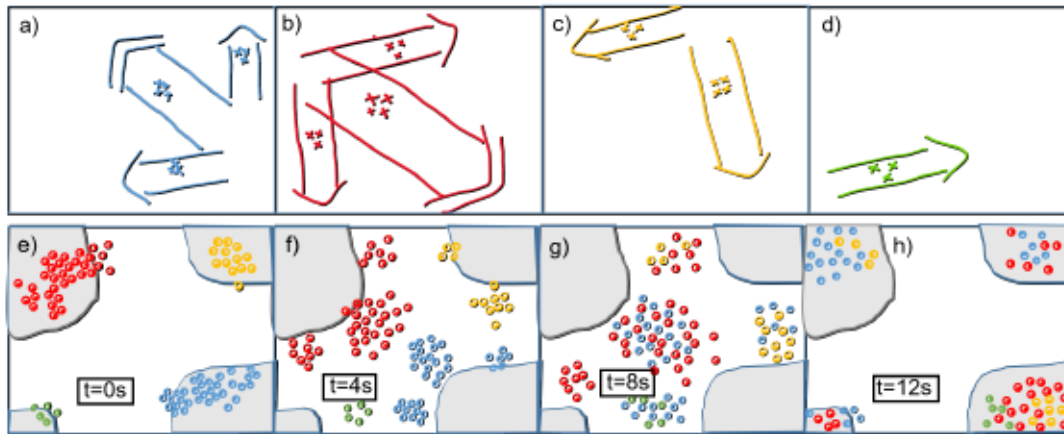 a) b) c) d)
e) f) g) h)
t=0s t=4s t=8s t=12s